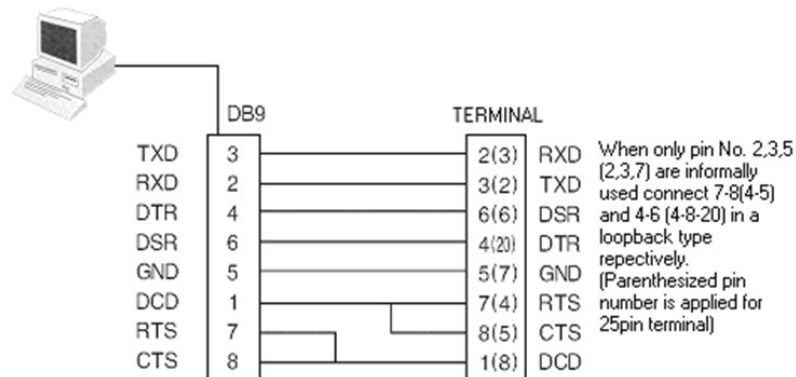 DB9 TERMINAL
TXD 3 2(3) RXD
RXD 2 3(2) TXD
DTR 4 6(6) DSR
DSR 6 4(20) DTR
GND 5 5(7) GND
DCD 1 7(4) RTS
RTS 7 8(5) CTS
CTS 8 1(8) DCD
When only pin No. 2,3,5
(2,3,7) are informally
used connect 7-8(4-5)
and 4-6 (4-8-20) in a
loopback type
repectively.
(Parenthesized pin
number is applied for
25pin terminal)